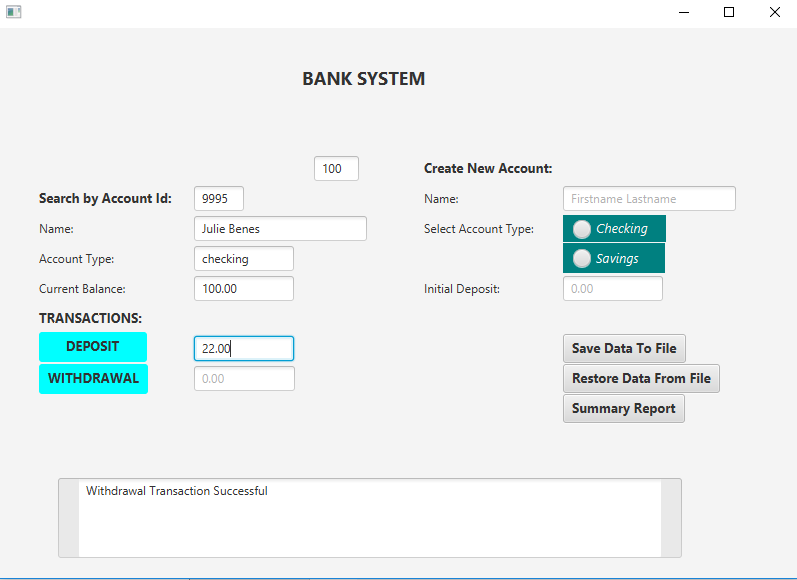 BANK SYSTEM
100
Search by Account Id: 9995
Name: Julie Benes
Account Type: checking
Current Balance: 100.00
TRANSACTIONS:
DEPOSIT 22.00
WITHDRAWAL 0.00
Create New Account:
Name: Firstname Lastname
Select Account Type: Checking
Savings
Initial Deposit: 0.00
Save Data To File
Restore Data From File
Summary Report
Withdrawal Transaction Successful